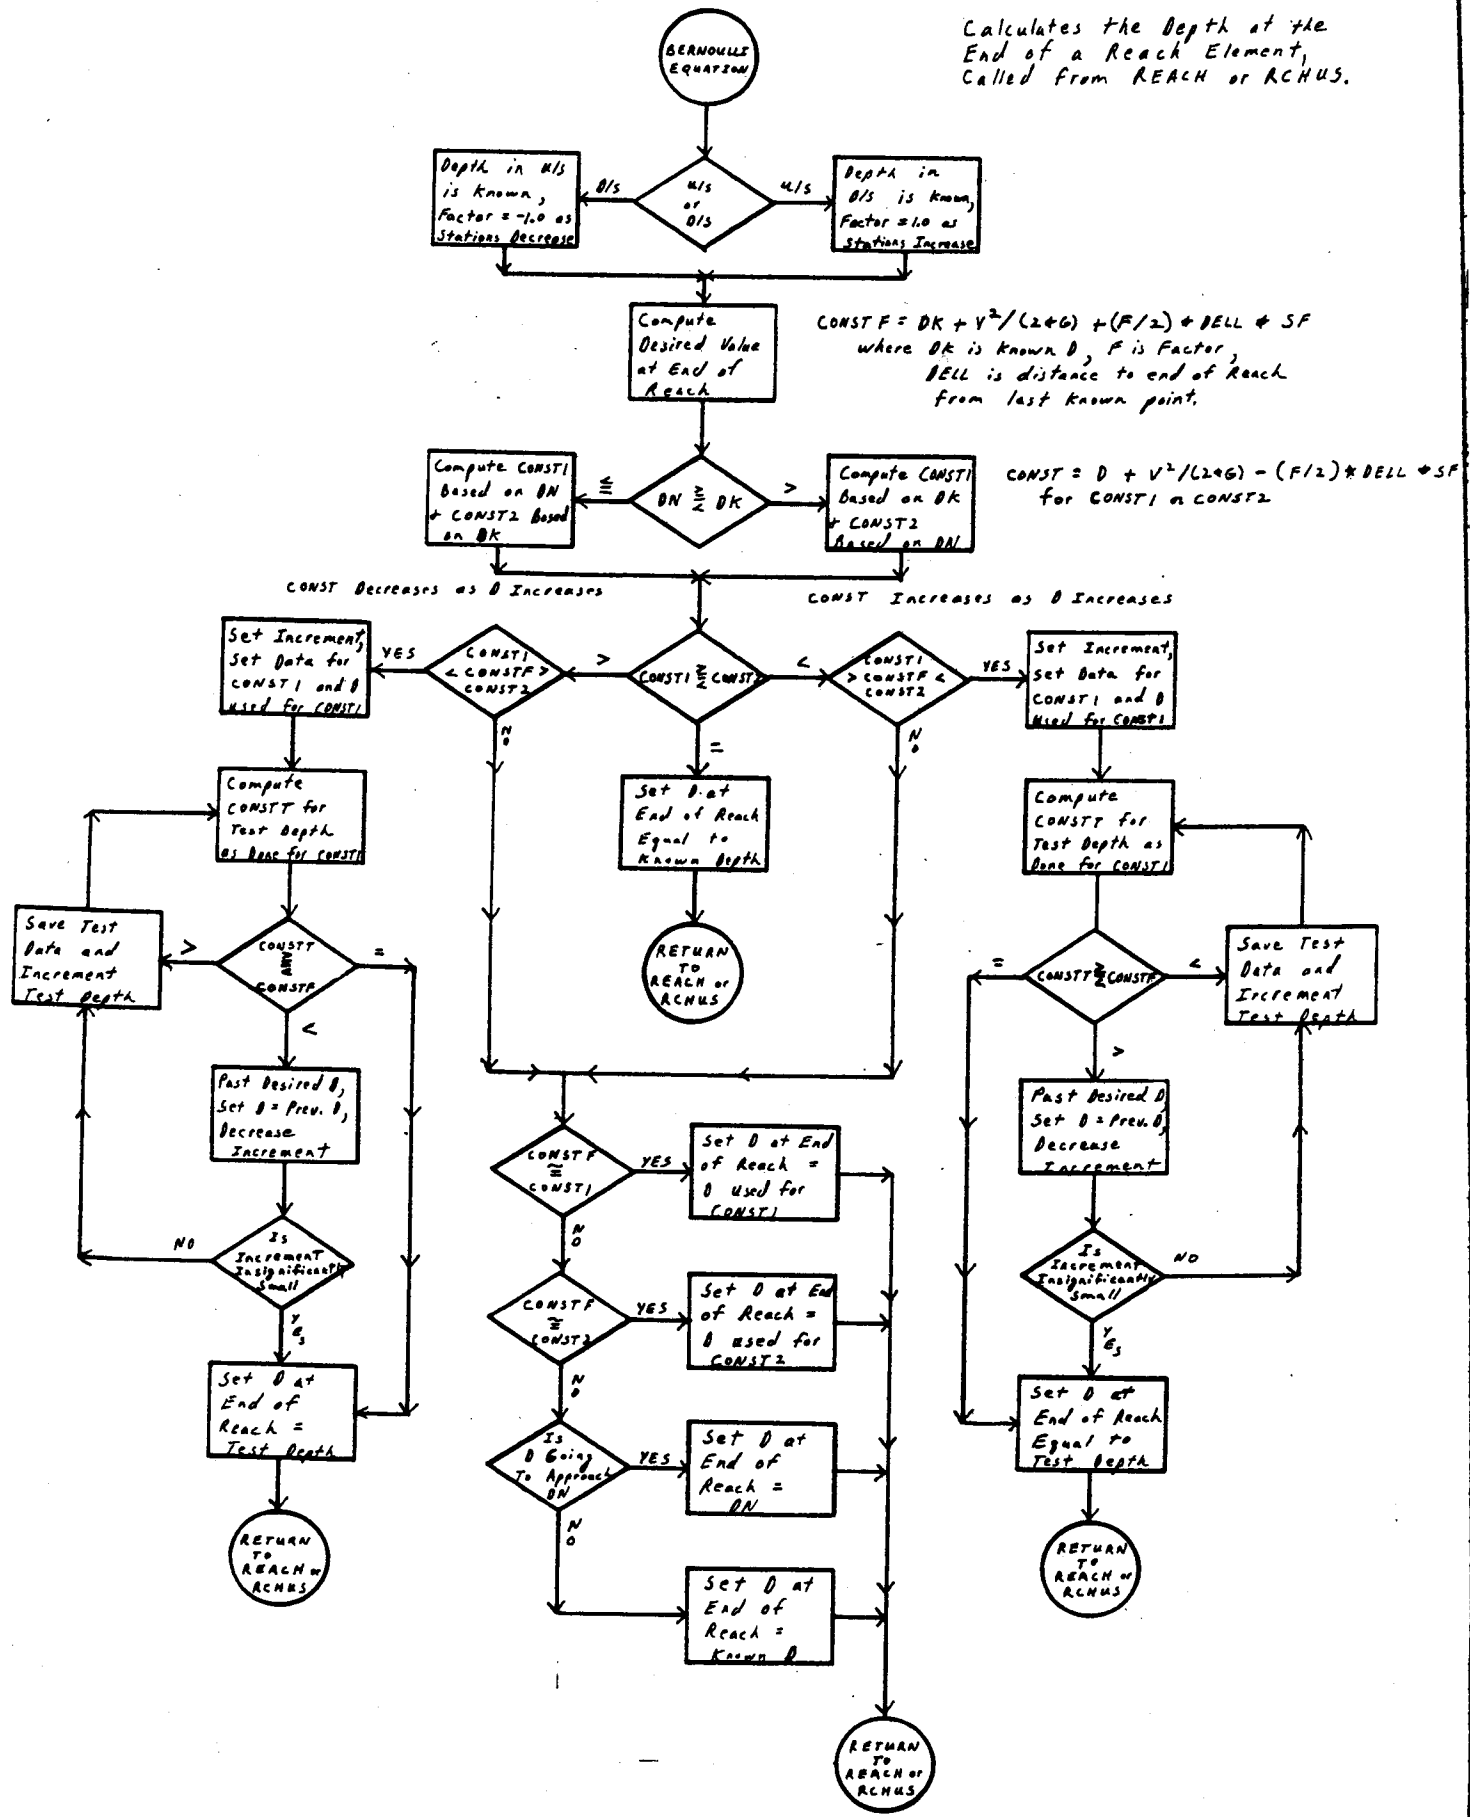 Calculates the Depth at the
End of a Reach Element,
Called from REACH or RCHUS.
BERNOULLI
EQUATION
Depth in u/s
is Known,
Factor = -1.0 as
Stations Decrease
D/s
u/s
or
D/s
u/s
Depth in
D/s is known,
Factor = 1.0 as
Stations Increase
Compute
Desired Value
at End of
Reach
CONSTF = DK + V²/(2*G) + (F/2) * DELL * SF
where DK is known D, F is Factor,
DELL is distance to end of Reach
from last known point.
Compute CONST1
Based on DN
+ CONST2 Based
on DK
≤
DN ≷ DK
>
Compute CONST1
Based on DK
+ CONST2
Based on DN
CONST = D + V²/(2*G) - (F/2) * DELL * SF
for CONST1 or CONST2
CONST Decreases as D Increases
CONST Increases as D Increases
Set Increment,
Set Data for
CONST1 and D
used for CONST1
YES
CONST1
< CONSTF >
CONST2
NO
>
CONST1 ≷ CONST2
<
=
CONST1
> CONSTF <
CONST2
NO
YES
Set Increment,
Set Data for
CONST1 and D
Used for CONST1
Compute
CONSTT for
Test Depth
as Done for CONST1
Set D at
End of Reach
Equal to
Known Depth
Compute
CONSTT for
Test Depth as
Done for CONST1
Save Test
Data and
Increment
Test Depth
>
CONSTT
CONSTF
=
<
RETURN
TO
REACH or
RCHUS
=
CONSTT ≷ CONSTF
<
>
Save Test
Data and
Increment
Test Depth
Past Desired D,
Set D = Prev. D,
Decrease
Increment
Past Desired D,
Set D = Prev. D,
Decrease
Increment
CONSTF
≅
CONST1
YES
NO
Set D at End
of Reach =
D used for
CONST1
NO
Is
Increment
Insignificantly
Small
Yes
Is
Increment
Insignificantly
Small
NO
Yes
CONSTF
≅
CONST2
YES
NO
Set D at End
of Reach =
D used for
CONST2
Set D at
End of
Reach =
Test Depth
Set D at
End of Reach
Equal to
Test Depth
Is
D Going
To Approach
DN
YES
NO
Set D at
End of
Reach =
DN
RETURN
TO
REACH or
RCHUS
RETURN
TO
REACH or
RCHUS
Set D at
End of
Reach =
Known D
RETURN
TO
REACH or
RCHUS